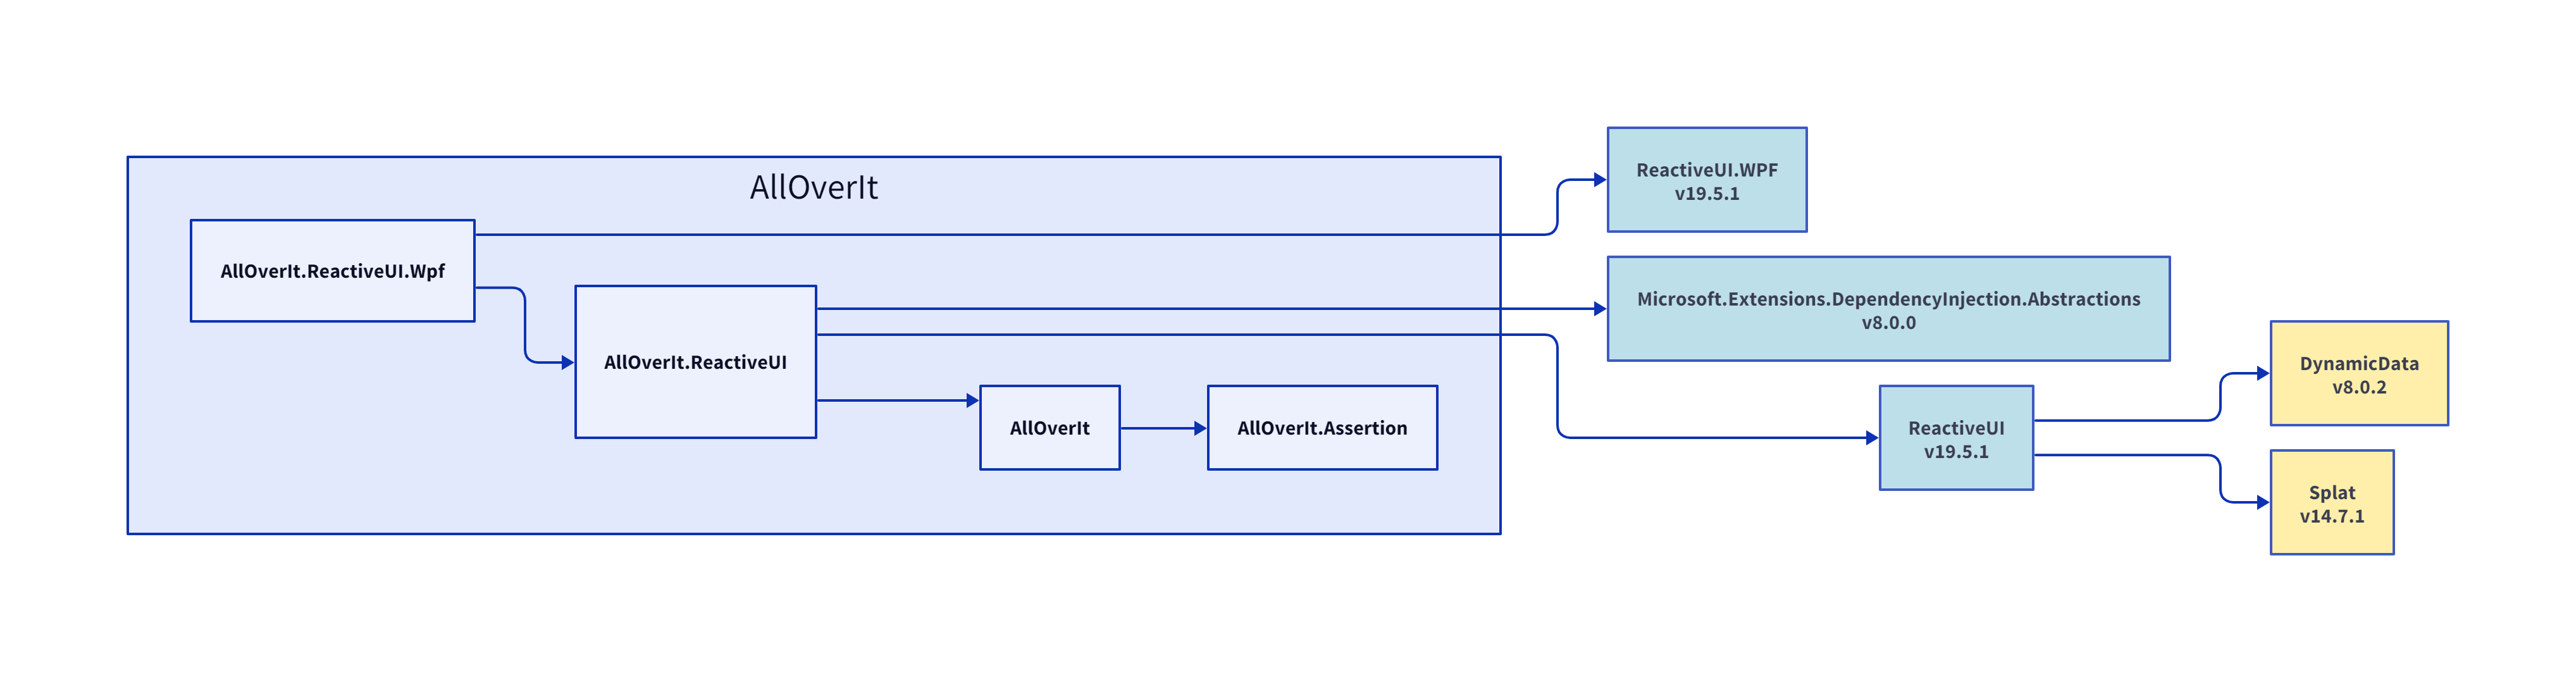 AllOverIt
AllOverIt.ReactiveUI.Wpf
AllOverIt.ReactiveUI
AllOverIt
AllOverIt.Assertion
ReactiveUI.WPF
v19.5.1
Microsoft.Extensions.DependencyInjection.Abstractions
v8.0.0
ReactiveUI
v19.5.1
DynamicData
v8.0.2
Splat
v14.7.1